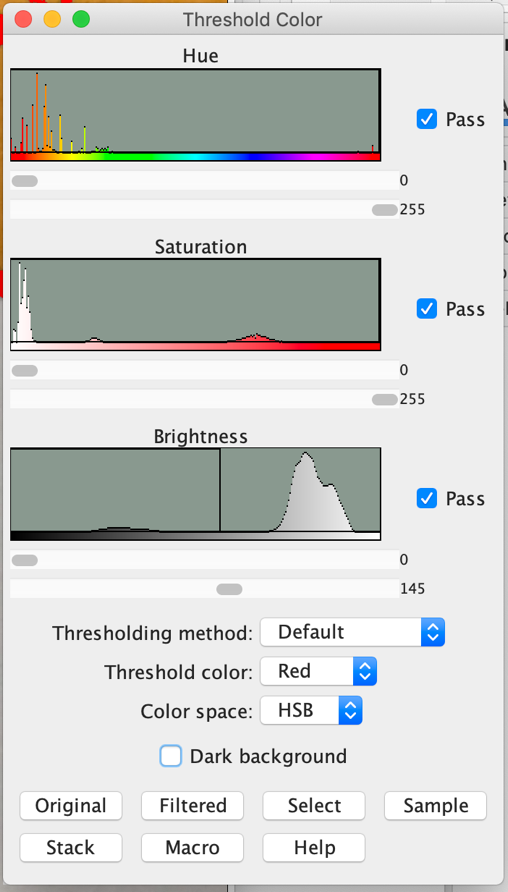 Threshold Color
Hue
Pass
0
255
Saturation
Pass
0
255
Brightness
Pass
0
145
Thresholding method: Default
Threshold color: Red
Color space: HSB
Dark background
Original Filtered Select Sample
Stack Macro Help